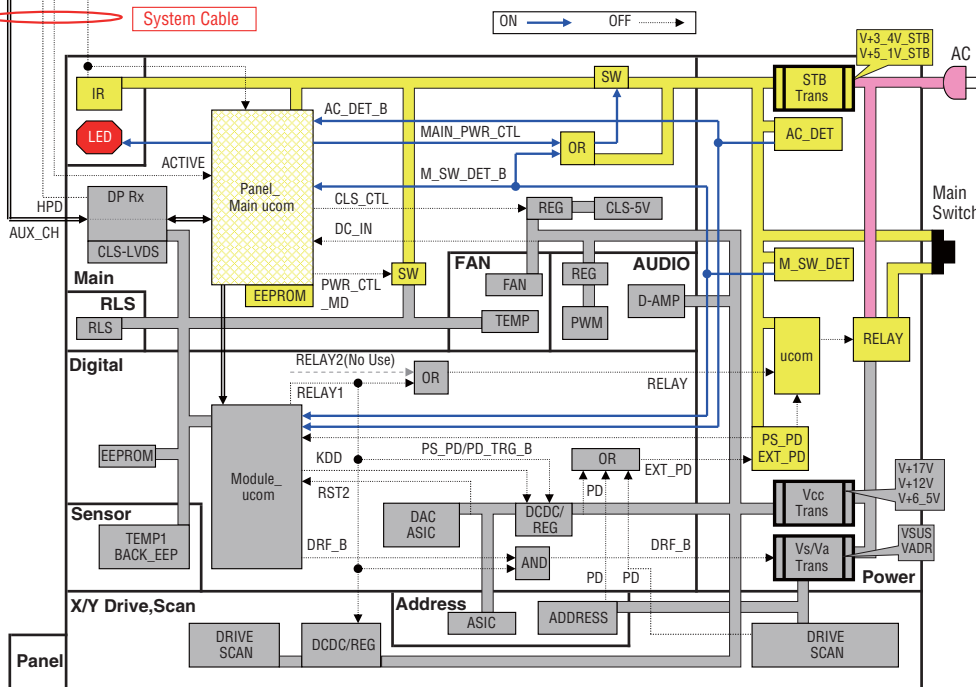 System Cable
ON
OFF
V+3_4V_STB
V+5_1V_STB
AC
IR
SW
STB
Trans
LED
AC_DET_B
MAIN_PWR_CTL
OR
AC_DET
ACTIVE
M_SW_DET_B
Panel_
Main ucom
DP Rx
CLS-LVDS
HPD
AUX_CH
CLS_CTL
REG
CLS-5V
Main
Switch
DC_IN
Main
EEPROM
SW
PWR_CTL
_MD
FAN
FAN
REG
PWM
AUDIO
D-AMP
M_SW_DET
RLS
RLS
TEMP
ucom
RELAY
Digital
RELAY2(No Use)
RELAY1
OR
RELAY
EEPROM
Module_
ucom
KDD
PS_PD/PD_TRG_B
RST2
OR
EXT_PD
PD
PS_PD
EXT_PD
V+17V
V+12V
V+6_5V
Vcc
Trans
DAC
ASIC
DCDC/
REG
Sensor
TEMP1
BACK_EEP
DRF_B
AND
DRF_B
VSUS
VADR
Vs/Va
Trans
Power
PD
PD
X/Y Drive,Scan
Address
ASIC
ADDRESS
DRIVE
SCAN
DCDC/REG
DRIVE
SCAN
Panel